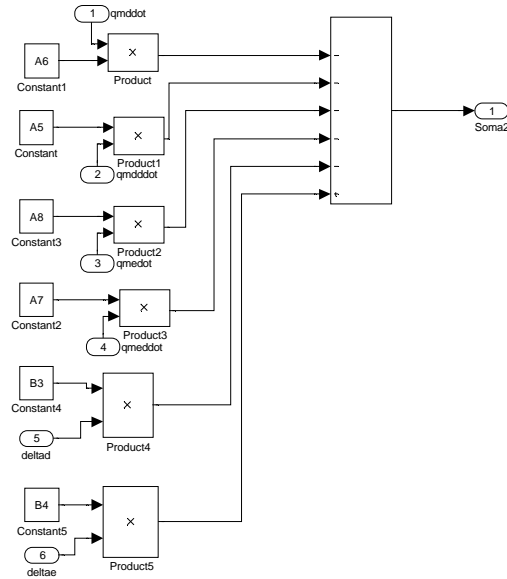 1
qmddot
A6
Product
Constant1
A5
Constant
Product1
2
qmdddot
A8
Constant3
Product2
3
qmedot
A7
Constant2
Product3
4
qmeddot
B3
Constant4
5
deltad
Product4
B4
Constant5
6
deltae
Product5
1
Soma2